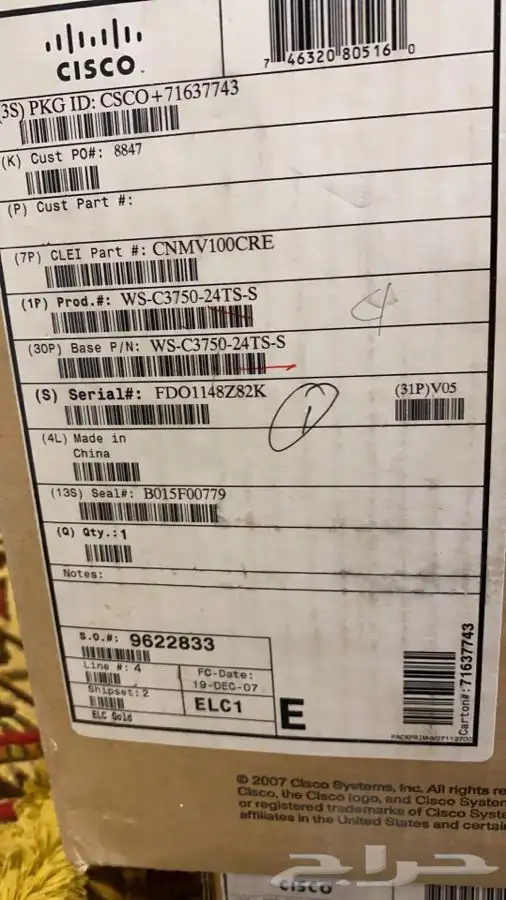 CISCO
7 46320 80516 0
(3S) PKG ID: CSCO+71637743
(K) Cust PO#: 8847
(P) Cust Part #:
(7P) CLEI Part #: CNMV100CRE
(1P) Prod.#: WS-C3750-24TS-S
(30P) Base P/N: WS-C3750-24TS-S
(S) Serial#: FDO1148Z82K
(31P)V05
(4L) Made in
China
(13S) Seal#: B015F00779
(Q) Qty.:1
Notes:
S.O.#: 9622833
Line #: 4
FC-Date:
19-DEC-07
Shipset:2
ELC1
E
ELC Gold
Carton#:71637743
© 2007 Cisco Systems, Inc. All rights re
Cisco, the Cisco logo, and Cisco System
or registered trademarks of Cisco Syste
affiliates in the United States and certai
حراج
CISCO